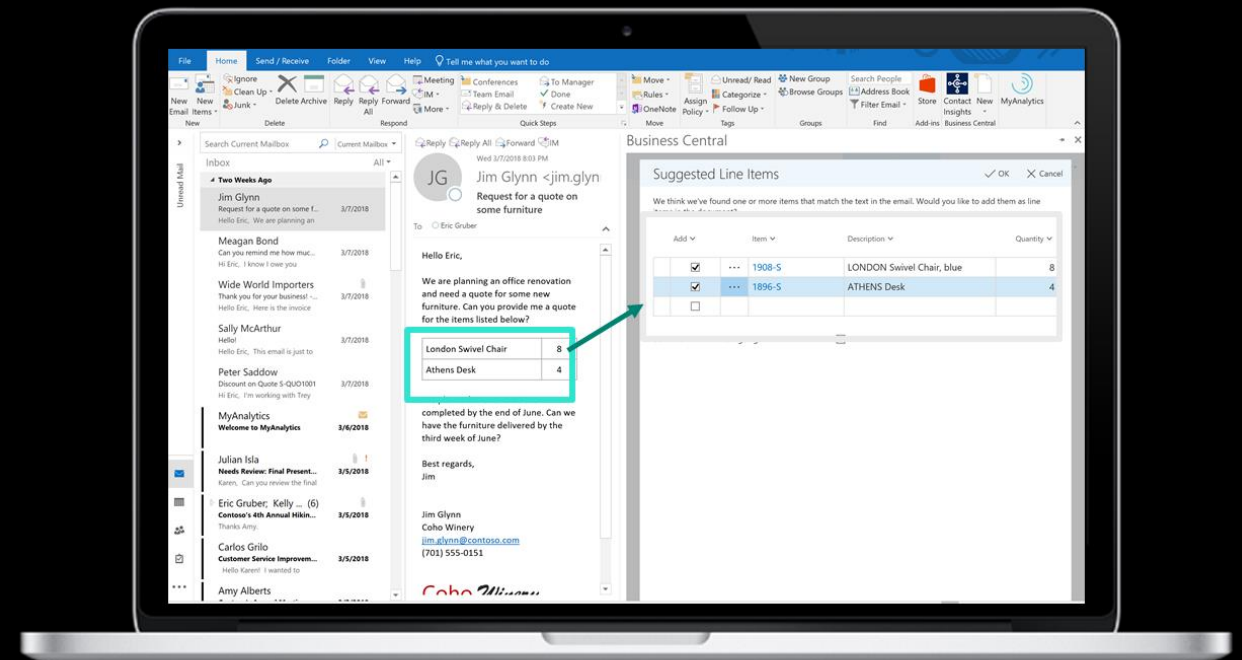 File Home Send / Receive Folder View Help Tell me what you want to do
New Email
New Items
Ignore
Clean Up
Junk
Delete Archive
Reply Reply All Forward
Meeting
IM
More
Conferences
Team Email
Reply & Delete
To Manager
Done
Create New
Move
Rules
OneNote
Assign Policy
Unread/ Read
Categorize
Follow Up
New Group
Browse Groups
Search People
Address Book
Filter Email
Store
Contact Insights
New
MyAnalytics
New Delete Respond Quick Steps Move Tags Groups Find Add-ins Business Central
Unread Mail
Search Current Mailbox Current Mailbox
Inbox All
Two Weeks Ago
Jim Glynn
Request for a quote on some f... 3/7/2018
Hello Eric, We are planning an
Meagan Bond
Can you remind me how muc... 3/7/2018
Hi Eric, I know I owe you
Wide World Importers
Thank you for your business! -... 3/7/2018
Hello Eric, Here is the invoice
Sally McArthur
Hello! 3/7/2018
Hello Eric, This email is just to
Peter Saddow
Discount on Quote S-QUO1001 3/7/2018
Hi Eric, I'm working with Trey
MyAnalytics
Welcome to MyAnalytics 3/6/2018
Julian Isla
Needs Review: Final Present... 3/5/2018
Karen, Can you review the final
Eric Gruber; Kelly ... (6)
Contoso's 4th Annual Hikin... 3/5/2018
Thanks Amy.
Carlos Grilo
Customer Service Improvem... 3/5/2018
Hello Karen! I wanted to
Amy Alberts
Reply Reply All Forward IM
Wed 3/7/2018 8:03 PM
JG
Jim Glynn <jim.glyn
Request for a quote on
some furniture
To Eric Gruber
Hello Eric,
We are planning an office renovation
and need a quote for some new
furniture. Can you provide me a quote
for the items listed below?
London Swivel Chair 8
Athens Desk 4
completed by the end of June. Can we
have the furniture delivered by the
third week of June?
Best regards,
Jim
Jim Glynn
Coho Winery
jim.glynn@contoso.com
(701) 555-0151
Coho Winery
Business Central
Suggested Line Items OK Cancel
We think we've found one or more items that match the text in the email. Would you like to add them as line
Add Item Description Quantity
1908-S LONDON Swivel Chair, blue 8
1896-S ATHENS Desk 4